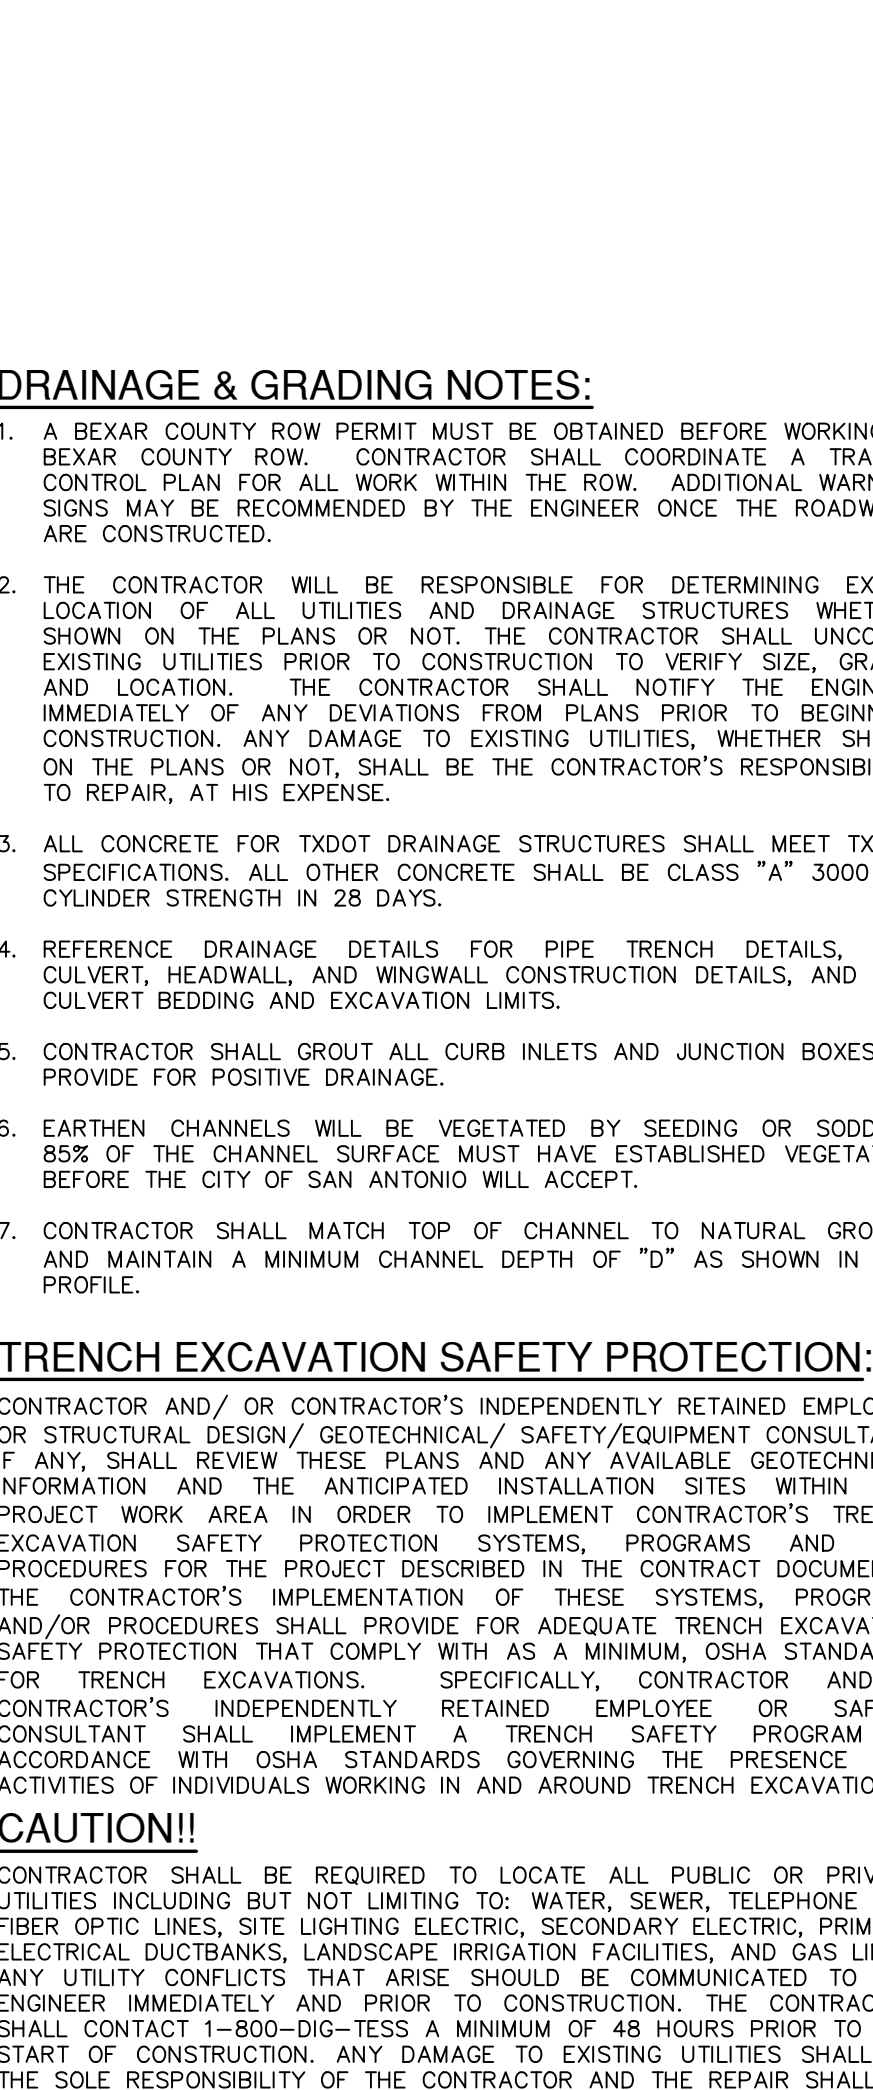 DRAINAGE & GRADING NOTES:
1. A BEXAR COUNTY ROW PERMIT MUST BE OBTAINED BEFORE WORKING
BEXAR COUNTY ROW. CONTRACTOR SHALL COORDINATE A TRA
CONTROL PLAN FOR ALL WORK WITHIN THE ROW. ADDITIONAL WARN
SIGNS MAY BE RECOMMENDED BY THE ENGINEER ONCE THE ROADW
ARE CONSTRUCTED.
2. THE CONTRACTOR WILL BE RESPONSIBLE FOR DETERMINING EX
LOCATION OF ALL UTILITIES AND DRAINAGE STRUCTURES WHET
SHOWN ON THE PLANS OR NOT. THE CONTRACTOR SHALL UNCO
EXISTING UTILITIES PRIOR TO CONSTRUCTION TO VERIFY SIZE, GRA
AND LOCATION. THE CONTRACTOR SHALL NOTIFY THE ENGIN
IMMEDIATELY OF ANY DEVIATIONS FROM PLANS PRIOR TO BEGINN
CONSTRUCTION. ANY DAMAGE TO EXISTING UTILITIES, WHETHER SH
ON THE PLANS OR NOT, SHALL BE THE CONTRACTOR'S RESPONSIBI
TO REPAIR, AT HIS EXPENSE.
3. ALL CONCRETE FOR TXDOT DRAINAGE STRUCTURES SHALL MEET TX
SPECIFICATIONS. ALL OTHER CONCRETE SHALL BE CLASS "A" 3000
CYLINDER STRENGTH IN 28 DAYS.
4. REFERENCE DRAINAGE DETAILS FOR PIPE TRENCH DETAILS,
CULVERT, HEADWALL, AND WINGWALL CONSTRUCTION DETAILS, AND
CULVERT BEDDING AND EXCAVATION LIMITS.
5. CONTRACTOR SHALL GROUT ALL CURB INLETS AND JUNCTION BOXES
PROVIDE FOR POSITIVE DRAINAGE.
6. EARTHEN CHANNELS WILL BE VEGETATED BY SEEDING OR SODD
85% OF THE CHANNEL SURFACE MUST HAVE ESTABLISHED VEGETAT
BEFORE THE CITY OF SAN ANTONIO WILL ACCEPT.
7. CONTRACTOR SHALL MATCH TOP OF CHANNEL TO NATURAL GRO
AND MAINTAIN A MINIMUM CHANNEL DEPTH OF "D" AS SHOWN IN
PROFILE.
TRENCH EXCAVATION SAFETY PROTECTION:
CONTRACTOR AND/ OR CONTRACTOR'S INDEPENDENTLY RETAINED EMPLO
OR STRUCTURAL DESIGN/ GEOTECHNICAL/ SAFETY/EQUIPMENT CONSULTA
IF ANY, SHALL REVIEW THESE PLANS AND ANY AVAILABLE GEOTECHNI
INFORMATION AND THE ANTICIPATED INSTALLATION SITES WITHIN
PROJECT WORK AREA IN ORDER TO IMPLEMENT CONTRACTOR'S TRE
EXCAVATION SAFETY PROTECTION SYSTEMS, PROGRAMS AND
PROCEDURES FOR THE PROJECT DESCRIBED IN THE CONTRACT DOCUME
THE CONTRACTOR'S IMPLEMENTATION OF THESE SYSTEMS, PROGR
AND/OR PROCEDURES SHALL PROVIDE FOR ADEQUATE TRENCH EXCAVA
SAFETY PROTECTION THAT COMPLY WITH AS A MINIMUM, OSHA STANDA
FOR TRENCH EXCAVATIONS. SPECIFICALLY, CONTRACTOR AND
CONTRACTOR'S INDEPENDENTLY RETAINED EMPLOYEE OR SAF
CONSULTANT SHALL IMPLEMENT A TRENCH SAFETY PROGRAM
ACCORDANCE WITH OSHA STANDARDS GOVERNING THE PRESENCE
ACTIVITIES OF INDIVIDUALS WORKING IN AND AROUND TRENCH EXCAVATIO
CAUTION!!
CONTRACTOR SHALL BE REQUIRED TO LOCATE ALL PUBLIC OR PRIV
UTILITIES INCLUDING BUT NOT LIMITING TO: WATER, SEWER, TELEPHONE
FIBER OPTIC LINES, SITE LIGHTING ELECTRIC, SECONDARY ELECTRIC, PRIM
ELECTRICAL DUCTBANKS, LANDSCAPE IRRIGATION FACILITIES, AND GAS LI
ANY UTILITY CONFLICTS THAT ARISE SHOULD BE COMMUNICATED TO
ENGINEER IMMEDIATELY AND PRIOR TO CONSTRUCTION. THE CONTRAC
SHALL CONTACT 1-800-DIG-TESS A MINIMUM OF 48 HOURS PRIOR TO
START OF CONSTRUCTION. ANY DAMAGE TO EXISTING UTILITIES SHALL
THE SOLE RESPONSIBILITY OF THE CONTRACTOR AND THE REPAIR SHALL